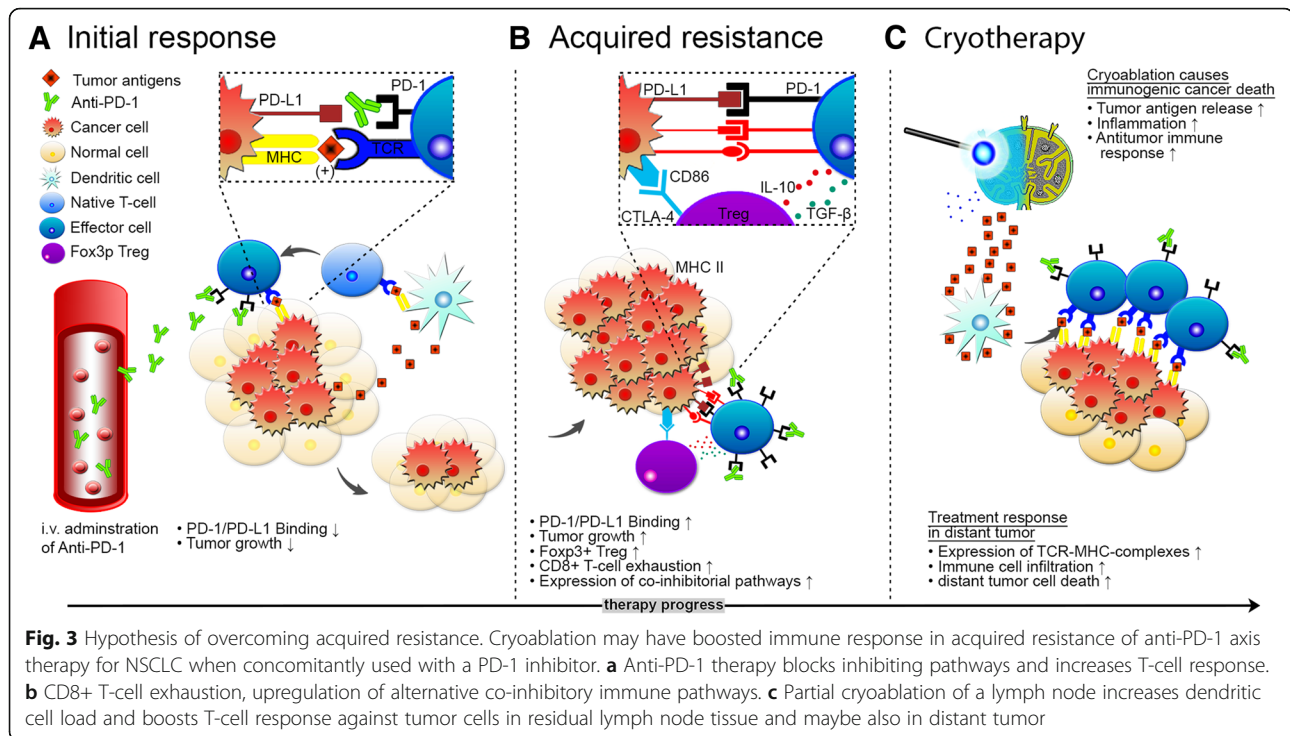 A Initial response
Tumor antigens
Anti-PD-1
Cancer cell
Normal cell
Dendritic cell
Native T-cell
Effector cell
Fox3p Treg
PD-L1
PD-1
MHC
(+)
TCR
i.v. adminstration
of Anti-PD-1
• PD-1/PD-L1 Binding ↓
• Tumor growth ↓
B Acquired resistance
PD-L1
PD-1
CD86
IL-10
CTLA-4
Treg
TGF-β
MHC II
• PD-1/PD-L1 Binding ↑
• Tumor growth ↑
• Foxp3+ Treg ↑
• CD8+ T-cell exhaustion ↑
• Expression of co-inhibitorial pathways ↑
C Cryotherapy
Cryoablation causes
immunogenic cancer death
• Tumor antigen release ↑
• Inflammation ↑
• Antitumor immune
response ↑
Treatment response
in distant tumor
• Expression of TCR-MHC-complexes ↑
• Immune cell infiltration ↑
• distant tumor cell death ↑
therapy progress
Fig. 3 Hypothesis of overcoming acquired resistance. Cryoablation may have boosted immune response in acquired resistance of anti-PD-1 axis
therapy for NSCLC when concomitantly used with a PD-1 inhibitor. a Anti-PD-1 therapy blocks inhibiting pathways and increases T-cell response.
b CD8+ T-cell exhaustion, upregulation of alternative co-inhibitory immune pathways. c Partial cryoablation of a lymph node increases dendritic
cell load and boosts T-cell response against tumor cells in residual lymph node tissue and maybe also in distant tumor